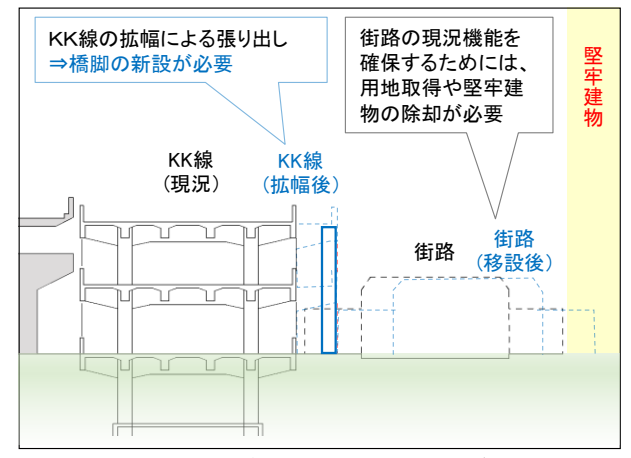 KK線の拡幅による張り出し
⇒橋脚の新設が必要
街路の現況機能を
確保するためには、
用地取得や堅牢建
物の除却が必要
堅牢建物
KK線
(現況)
KK線
(拡幅後)
街路
街路
(移設後)